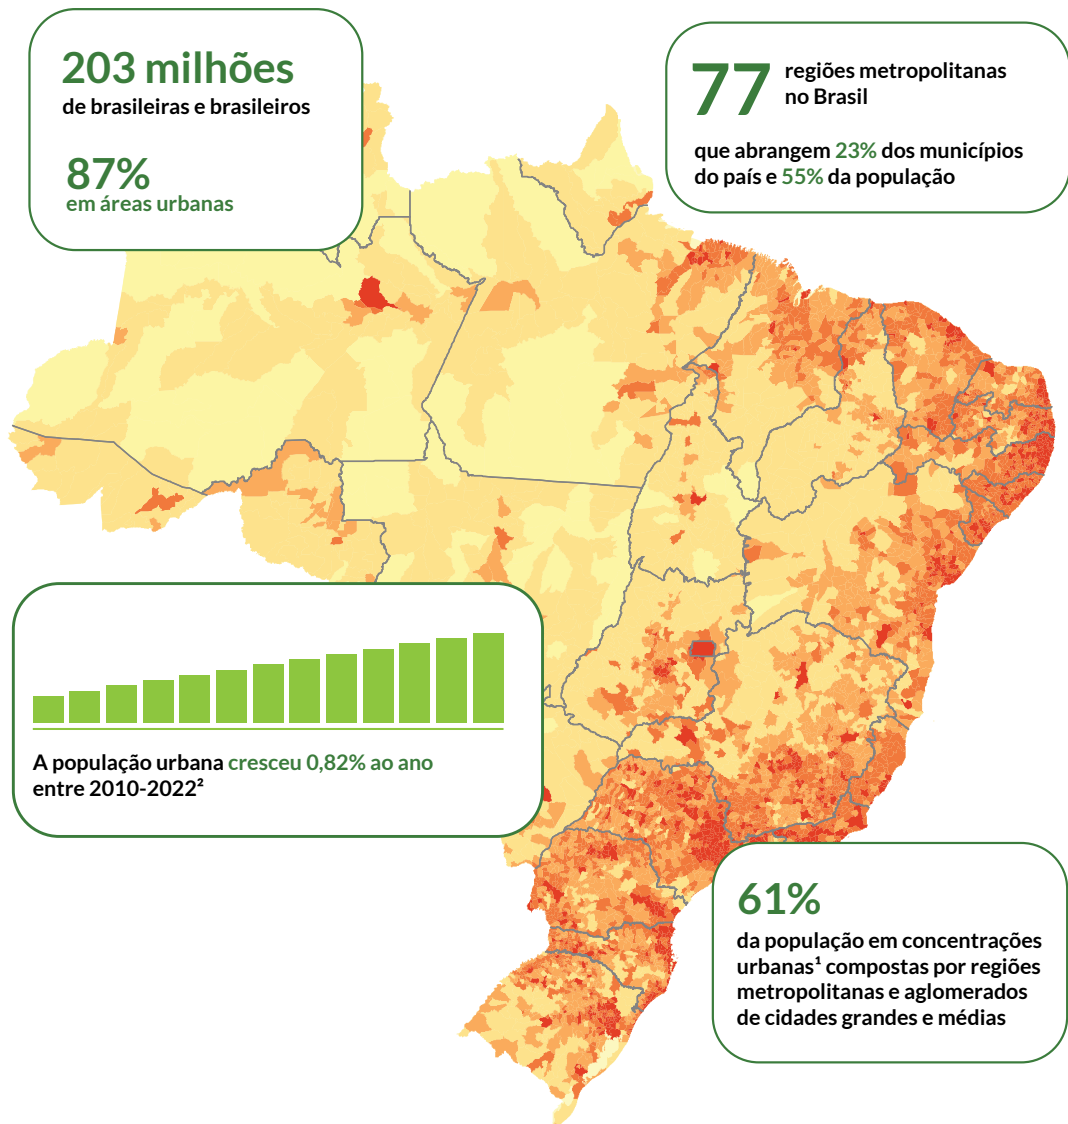 203 milhões
de brasileiras e brasileiros
87%
em áreas urbanas
77
regiões metropolitanas
no Brasil
que abrangem 23% dos municípios
do país e 55% da população
A população urbana cresceu 0,82% ao ano
entre 2010-2022²
61%
da população em concentrações
urbanas¹ compostas por regiões
metropolitanas e aglomerados
de cidades grandes e médias